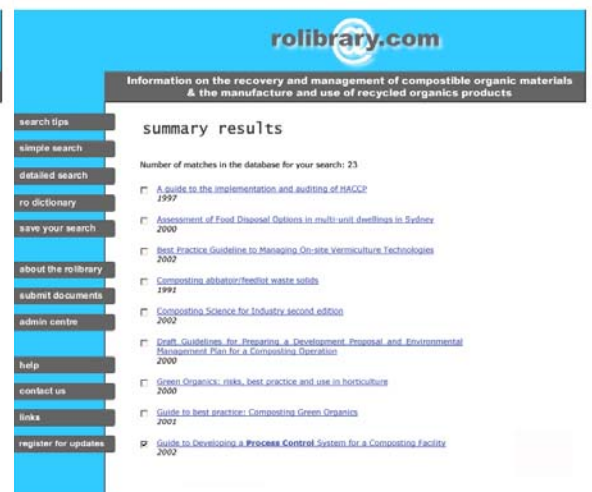 rolibrary.com
Information on the recovery and management of compostible organic materials
& the manufacture and use of recycled organics products
search tips
simple search
detailed search
ro dictionary
save your search
about the rolibrary
submit documents
admin centre
help
contact us
links
register for updates
summary results
Number of matches in the database for your search: 23
A guide to the implementation and auditing of HACCP
1997
Assessment of Food Disposal Options in multi-unit dwellings in Sydney
2000
Best Practice Guideline to Managing On-site Vermiculture Technologies
2002
Composting abbatoir/feedlot waste solids
1991
Composting Science for Industry second edition
2002
Draft Guidelines for Preparing a Development Proposal and Environmental
Management Plan for a Composting Operation
2000
Green Organics: risks, best practice and use in horticulture
2000
Guide to best practice: Composting Green Organics
2001
Guide to Developing a Process Control System for a Composting Facility
2002